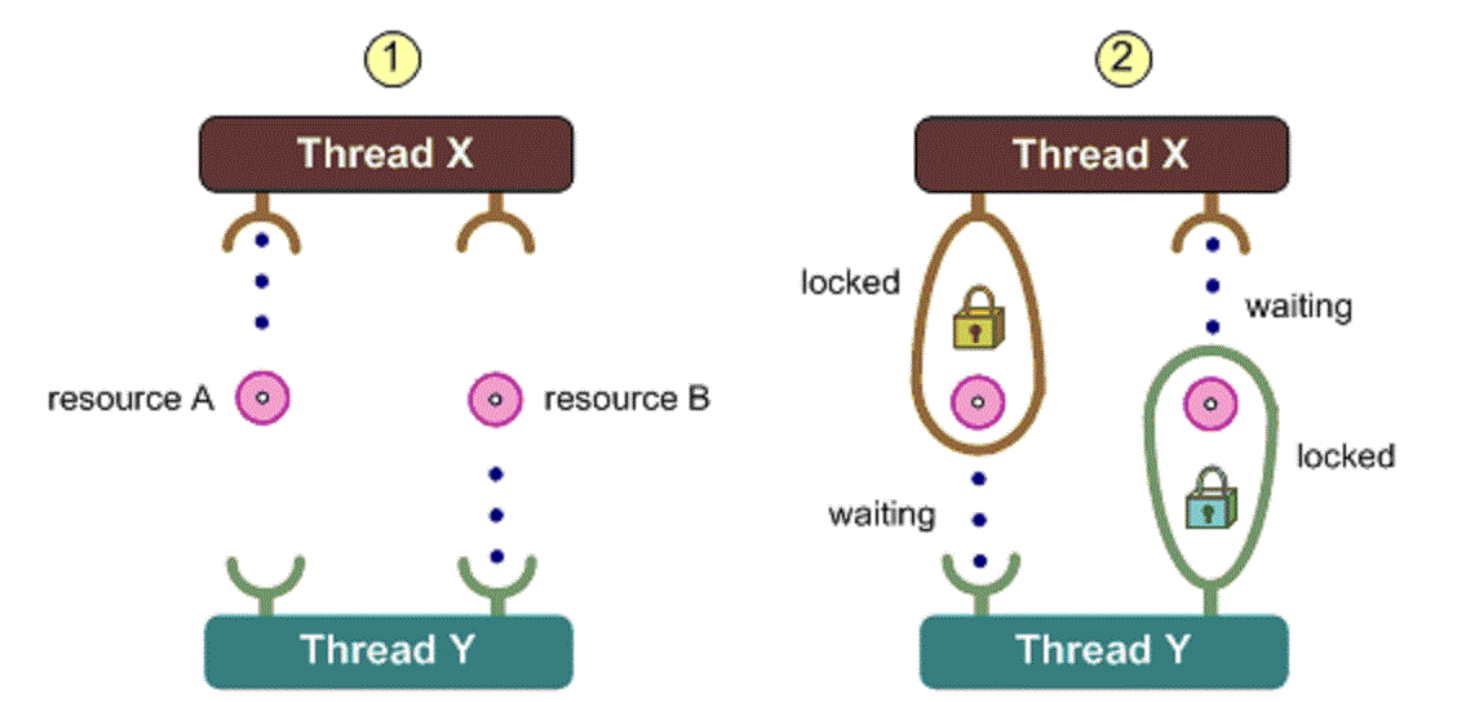 1
2
Thread X
Thread X
locked
waiting
resource A
resource B
locked
waiting
Thread Y
Thread Y